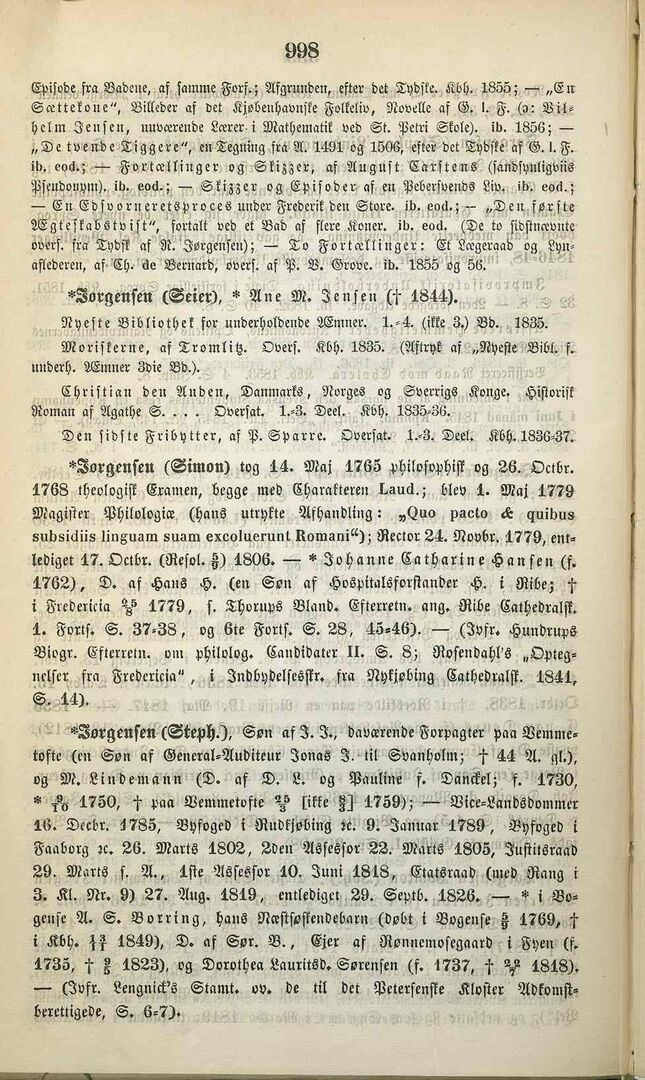 998
Episode fra Badene, af samme Forf.; Afgrunden, efter det Tydske. Kbh. 1855; — „En
Sættekone“, Billeder af det Kjøbenhavnske Folkeliv, Novelle af G. l. F. (ɔ: Vil-
helm Jensen, nuværende Lærer i Mathematik ved St. Petri Skole). ib. 1856; —
„De tvende Tiggere“, en Tegning fra A. 1491 og 1506, efter det Tydske af G. l. F.
ib. eod.; — Fortællinger og Skizzer, af August Carstens (sandsynligviis
Pseudonym). ib. eod.; — Skizzer og Episoder af en Pebersvends Liv. ib. eod.;
— En Edsvorneretsproces under Frederik den Store. ib. eod.; — „Den første
Ægteskabstvist“, fortalt ved et Bad af flere Koner. ib. eod. (De to sidstnævnte
overs. fra Tydsk af N. Jørgensen); — To Fortællinger: Et Lægeraad og Lyn-
aflederen, af Ch. de Bernard, overs. af P. V. Grove. ib. 1855 og 56.
*Jørgensen (Seier), * Ane M. Jensen († 1844).
Nyeste Bibliothek for underholdende Æmner. 1.-4. (ikke 3.) Bd. 1835.
Moriskerne, af Tromlitz. Overs. Kbh. 1835. (Aftryk af „Nyeste Bibl. f.
underh. Æmner 3die Bd.).
Christian den Anden, Danmarks, Norges og Sverrigs Konge. Historisk
Roman af Agathe S. . . . Oversat. 1.-3. Deel. Kbh. 1835-36.
Den sidste Fribytter, af P. Sparre. Oversat. 1.-3. Deel. Kbh. 1836-37.
*Jørgensen (Simon) tog 14. Maj 1765 philosophisk og 26. Octbr.
1768 theologisk Examen, begge med Charakteren Laud.; blev 1. Maj 1779
Magister Philologiæ (hans utrykte Afhandling: „Quo pacto & quibus
subsidiis linguam suam excoluerunt Romani“); Rector 24. Novbr. 1779, ent-
lediget 17. Octbr. (Resol.) 1806. — * Johanne Catharine Hansen (f.
1762), D. af Hans H. (en Søn af Hospitalsforstander H. i Ribe; †
i Fredericia 1779, f. Thorups Bland. Efterretn. ang. Ribe Cathedralsk.
1. Forts. S. 37-38, og 6te Forts. S. 28, 45-46). — (Jvfr. Hundrups
Biogr. Efterretn. om philolog. Candidater II. S. 8; Rosendahl's „Opteg-
nelser fra Fredericia“, i Indbydelsesskr. fra Nykjøbing Cathedralsk. 1841,
S. 44).
*Jørgensen (Steph.), Søn af J. J., daværende Forpagter paa Vemme-
tofte (en Søn af General-Auditeur Jonas J. til Svanholm; † 44 A. gl.),
og M. Lindemann (D. af D. L. og Pauline f. Danckel; f. 1730,
* 1750, † paa Vemmetofte [ikke] 1759); — Vice-Landsdommer
16. Decbr. 1785, Byfoged i Rudkjøbing ꝛc. 9. Januar 1789, Byfoged i
Faaborg ꝛc. 26. Marts 1802, 2den Assessor 22. Marts 1805, Justitsraad
29. Marts s. A., 1ste Assessor 10. Juni 1818, Etatsraad (med Rang i
3. Kl. Nr. 9) 27. Aug. 1819, entlediget 29. Septb. 1826. — * i Bo-
gense A. S. Borring, hans Næstsøskendebarn (døbt i Bogense 1769, †
i Kbh. 1849), D. af Sør. B., Ejer af Rønnemosegaard i Fyen (f.
1735, † 1823), og Dorothea Lauritsd. Sørensen (f. 1737, † 1818).
— (Jvfr. Lengnick's Stamt. ov. de til det Petersenske Kloster Adkomst-
berettigede, S. 6-7).